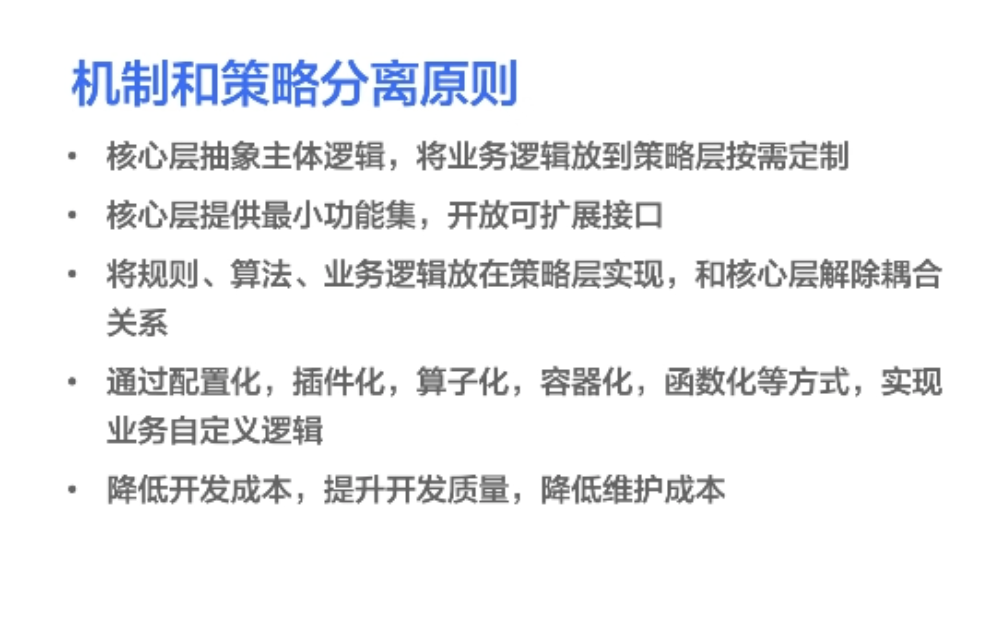 机制和策略分离原则
• 核心层抽象主体逻辑，将业务逻辑放到策略层按需定制
• 核心层提供最小功能集，开放可扩展接口
• 将规则、算法、业务逻辑放在策略层实现，和核心层解除耦合
关系
• 通过配置化，插件化，算子化，容器化，函数化等方式，实现
业务自定义逻辑
• 降低开发成本，提升开发质量，降低维护成本